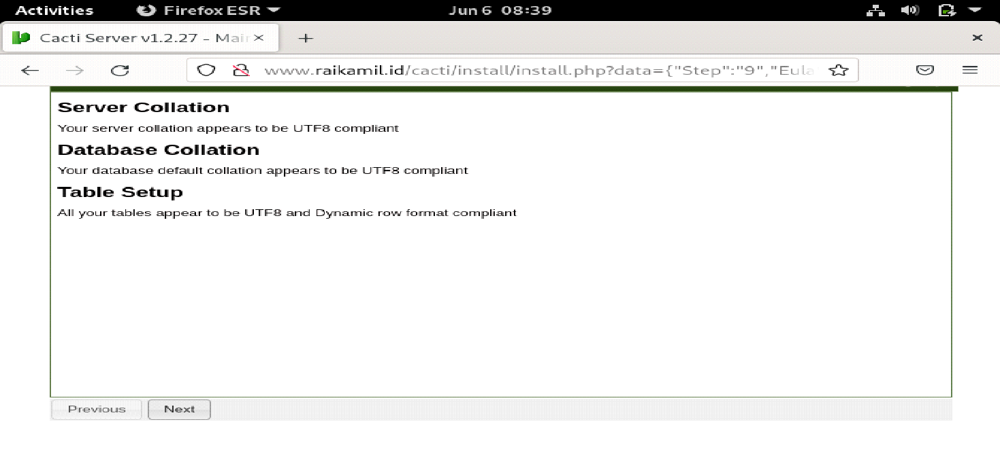 Activities Firefox ESR Jun 6 08:39
Cacti Server v1.2.27 - Mai
www.raikamil.id/cacti/install/install.php?data={"Step":"9","Eula
Server Collation
Your server collation appears to be UTF8 compliant
Database Collation
Your database default collation appears to be UTF8 compliant
Table Setup
All your tables appear to be UTF8 and Dynamic row format compliant
Previous Next